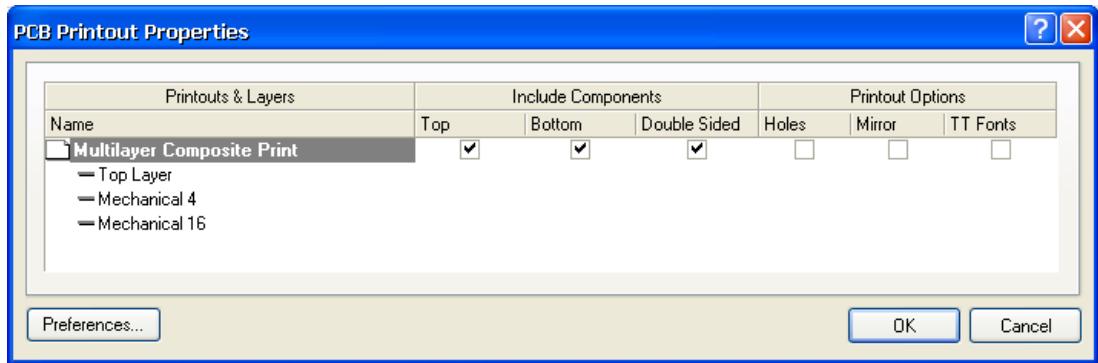 PCB Printout Properties
Printouts & Layers Include Components Printout Options
Name Top Bottom Double Sided Holes Mirror TT Fonts
Multilayer Composite Print
Top Layer
Mechanical 4
Mechanical 16
Preferences... OK Cancel